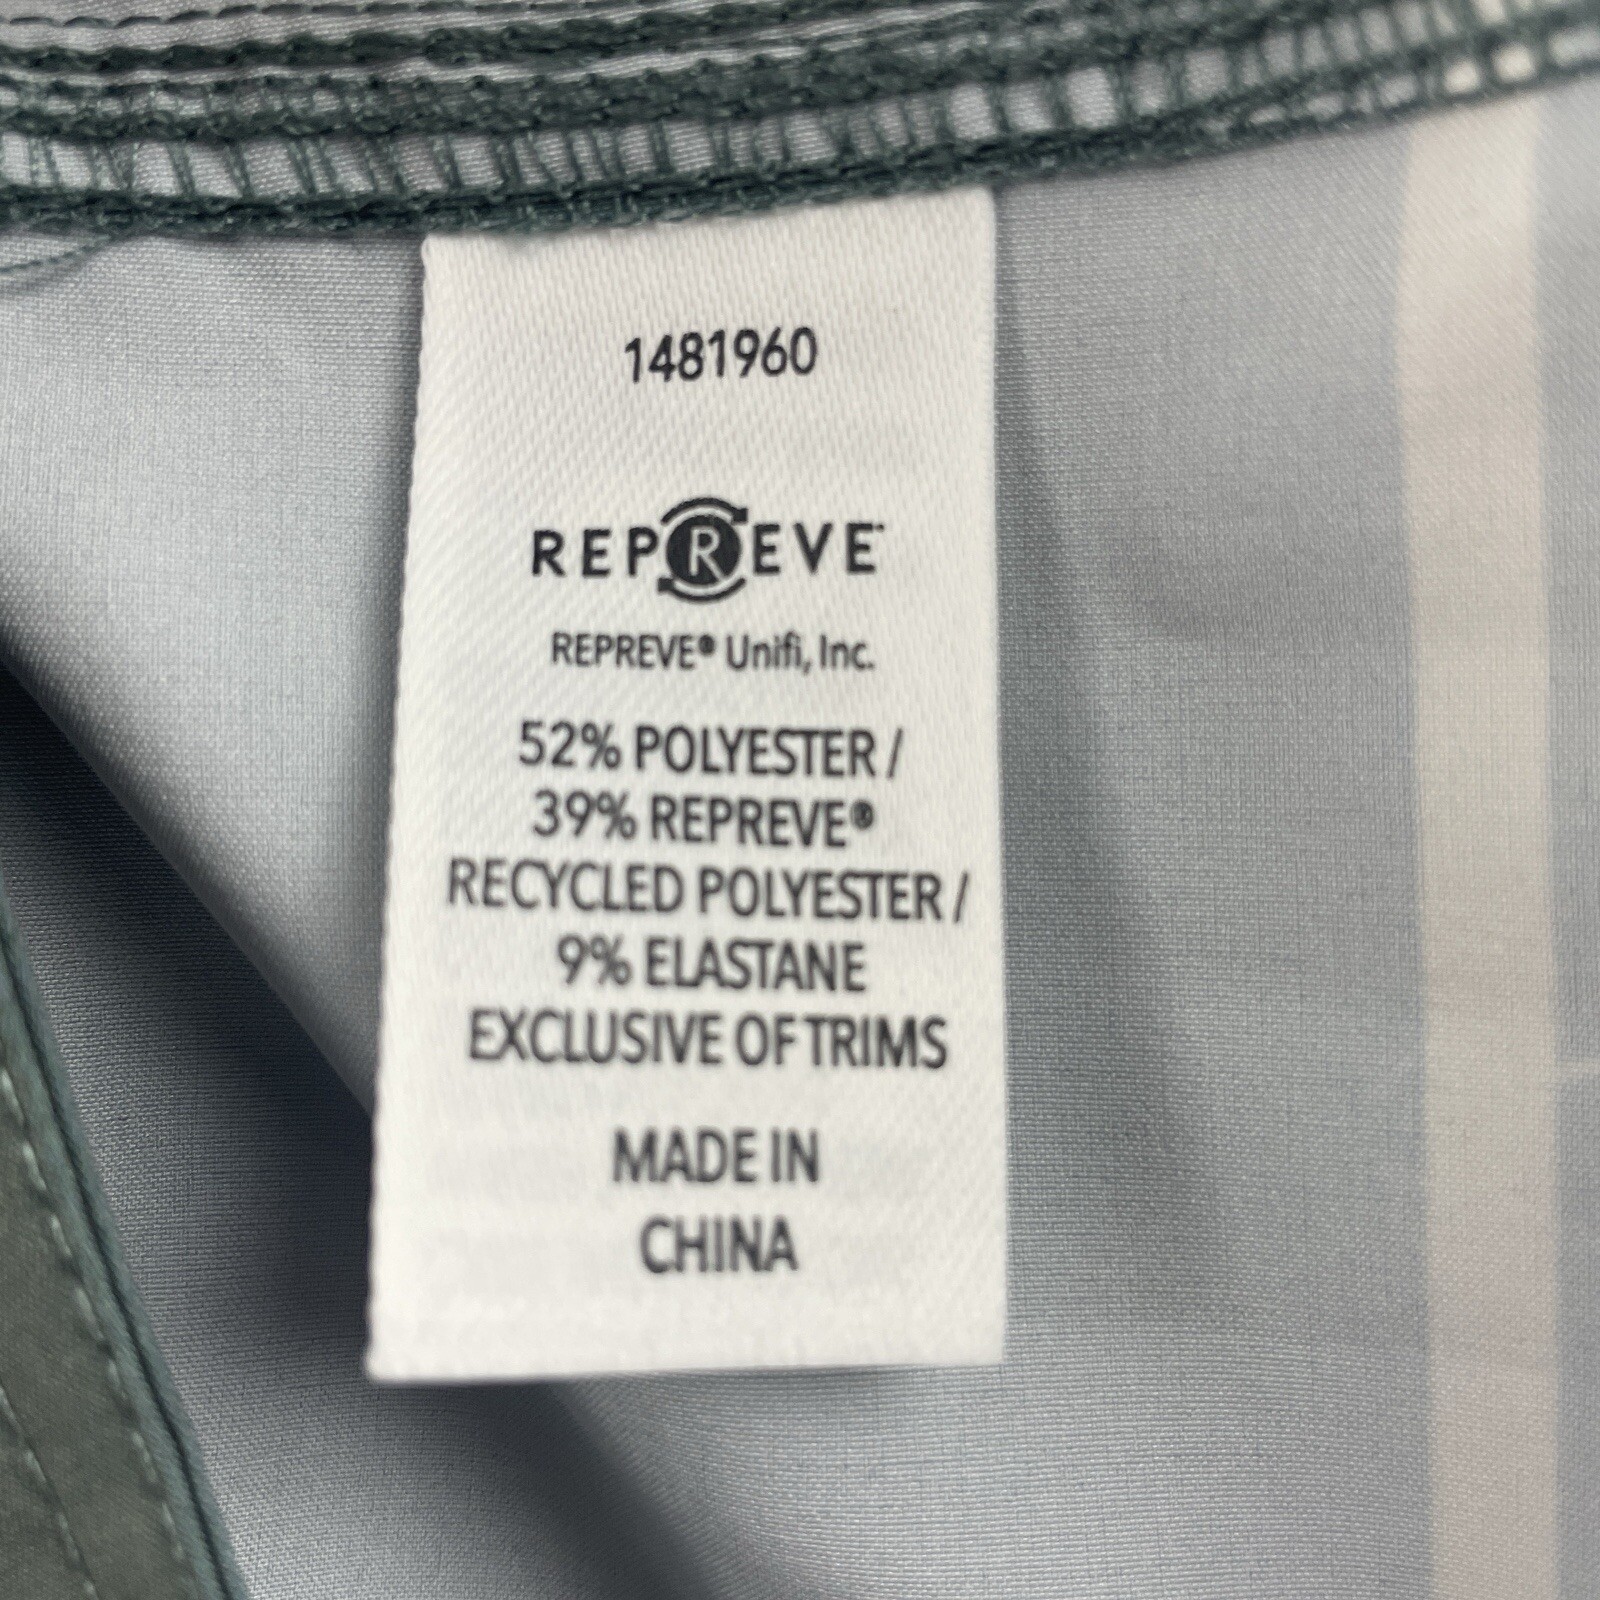 1481960
REPREVE
REPREVE® Unifi, Inc.
52% POLYESTER /
39% REPREVE®
RECYCLED POLYESTER /
9% ELASTANE
EXCLUSIVE OF TRIMS
MADE IN
CHINA